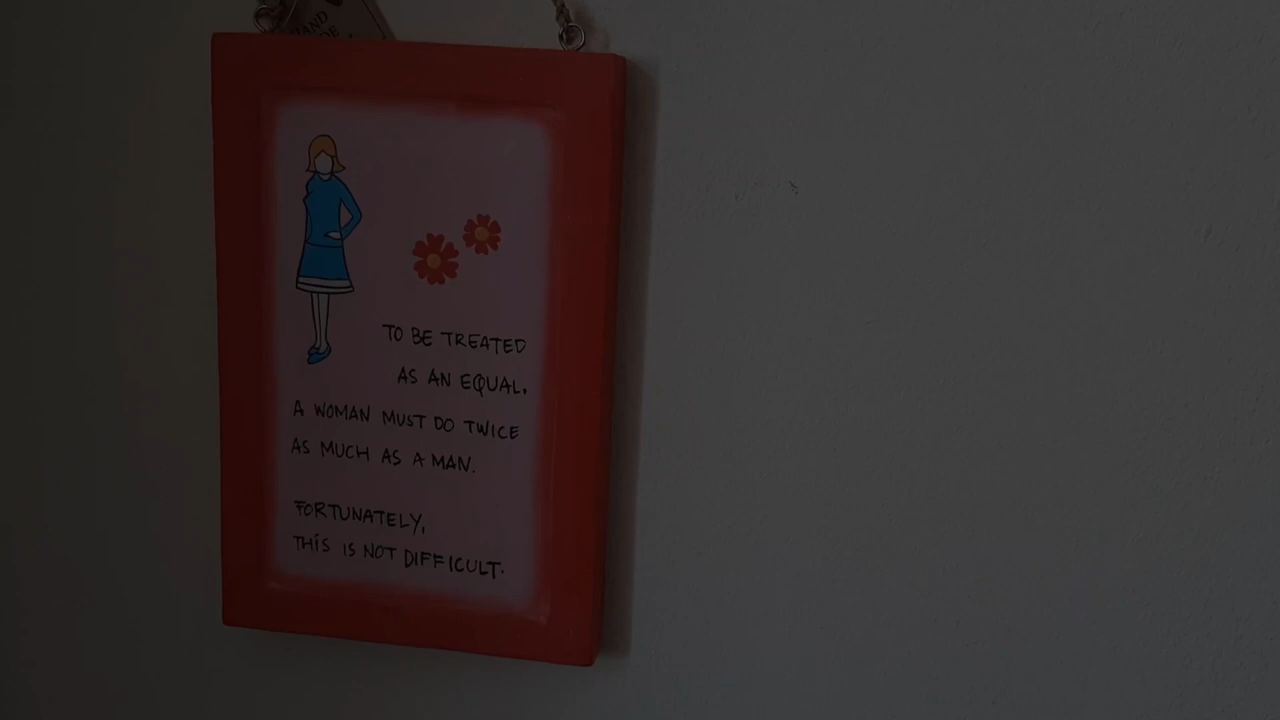 HAND
TO BE TREATED
AS AN EQUAL.
A WOMAN MUST DO TWICE
AS MUCH AS A MAN.
FORTUNATELY,
THIS IS NOT DIFFICULT.